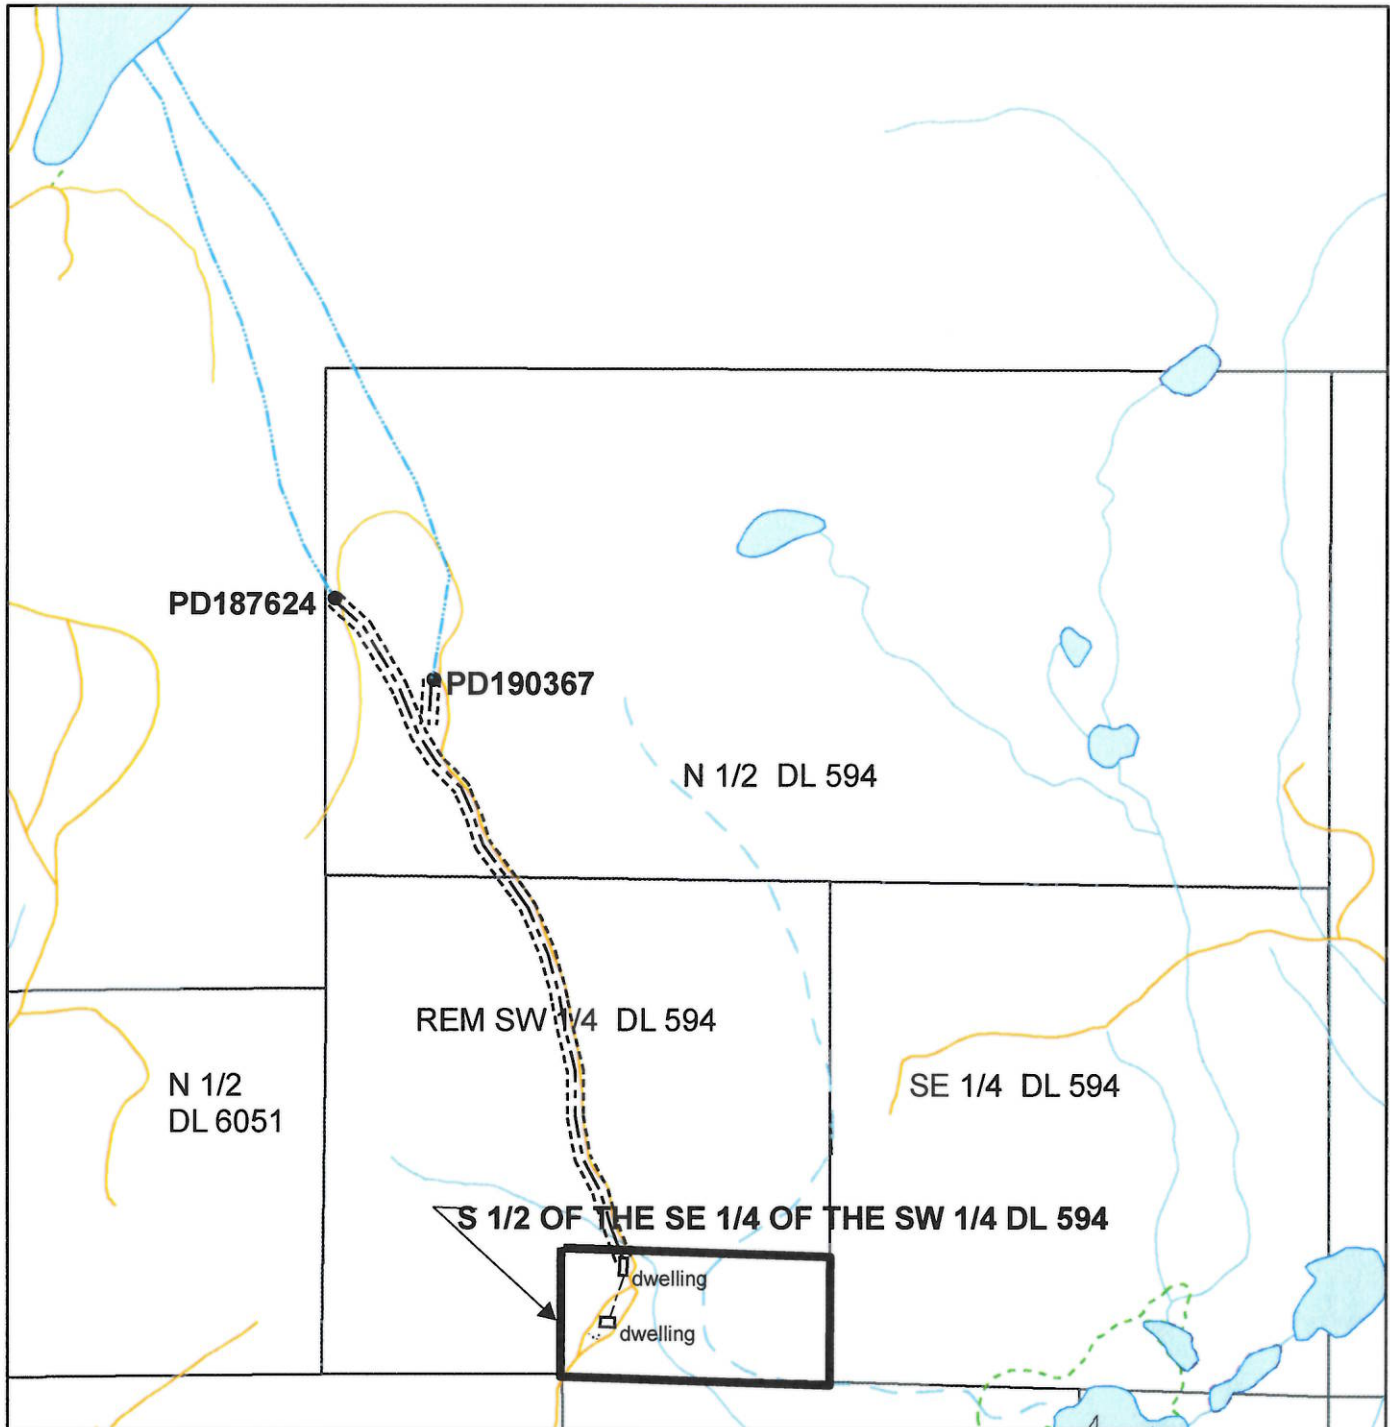 PD187624
PD190367
N 1/2 DL 594
REM SW 1/4 DL 594
N 1/2
DL 6051
SE 1/4 DL 594
S 1/2 OF THE SE 1/4 OF THE SW 1/4 DL 594
dwelling
dwelling